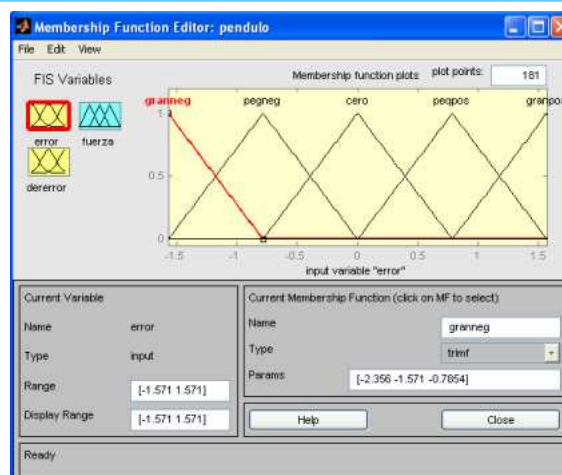 Membership Function Editor: pendulo
File Edit View
FIS Variables
Membership function plots plot points: 181
granneg pegneg cero peqpos granpos
1
0.5
0
-1.5 -1 -0.5 0 0.5 1 1.5
input variable "error"
error fuerza
dererror
Current Variable
Name error
Type input
Range [-1.571 1.571]
Display Range [-1.571 1.571]
Current Membership Function (click on MF to select)
Name granneg
Type trimf
Params [-2.356 -1.571 -0.7854]
Help Close
Ready